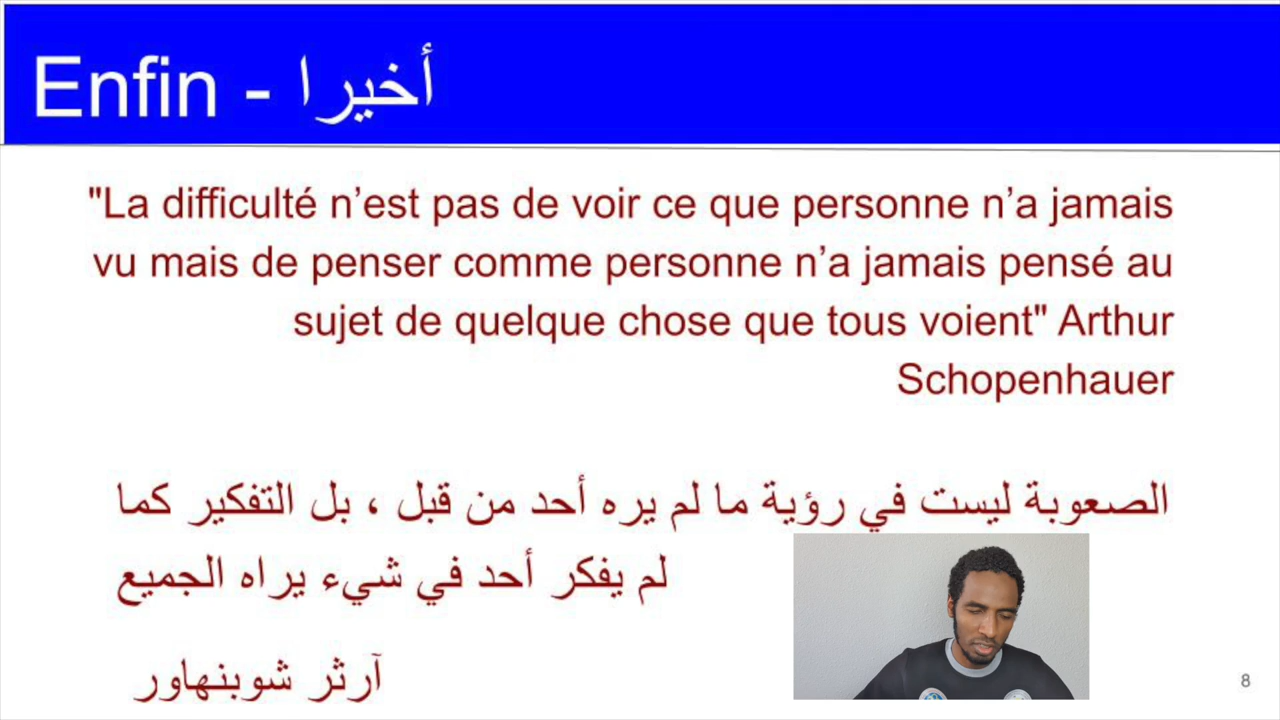 Enfin - أخيرا
"La difficulté n’est pas de voir ce que personne n’a jamais
vu mais de penser comme personne n’a jamais pensé au
sujet de quelque chose que tous voient" Arthur
Schopenhauer
الصعوبة ليست في رؤية ما لم يره أحد من قبل ، بل التفكير كما
لم يفكر أحد في شيء يراه الجميع
آرثر شوبنهاور
8